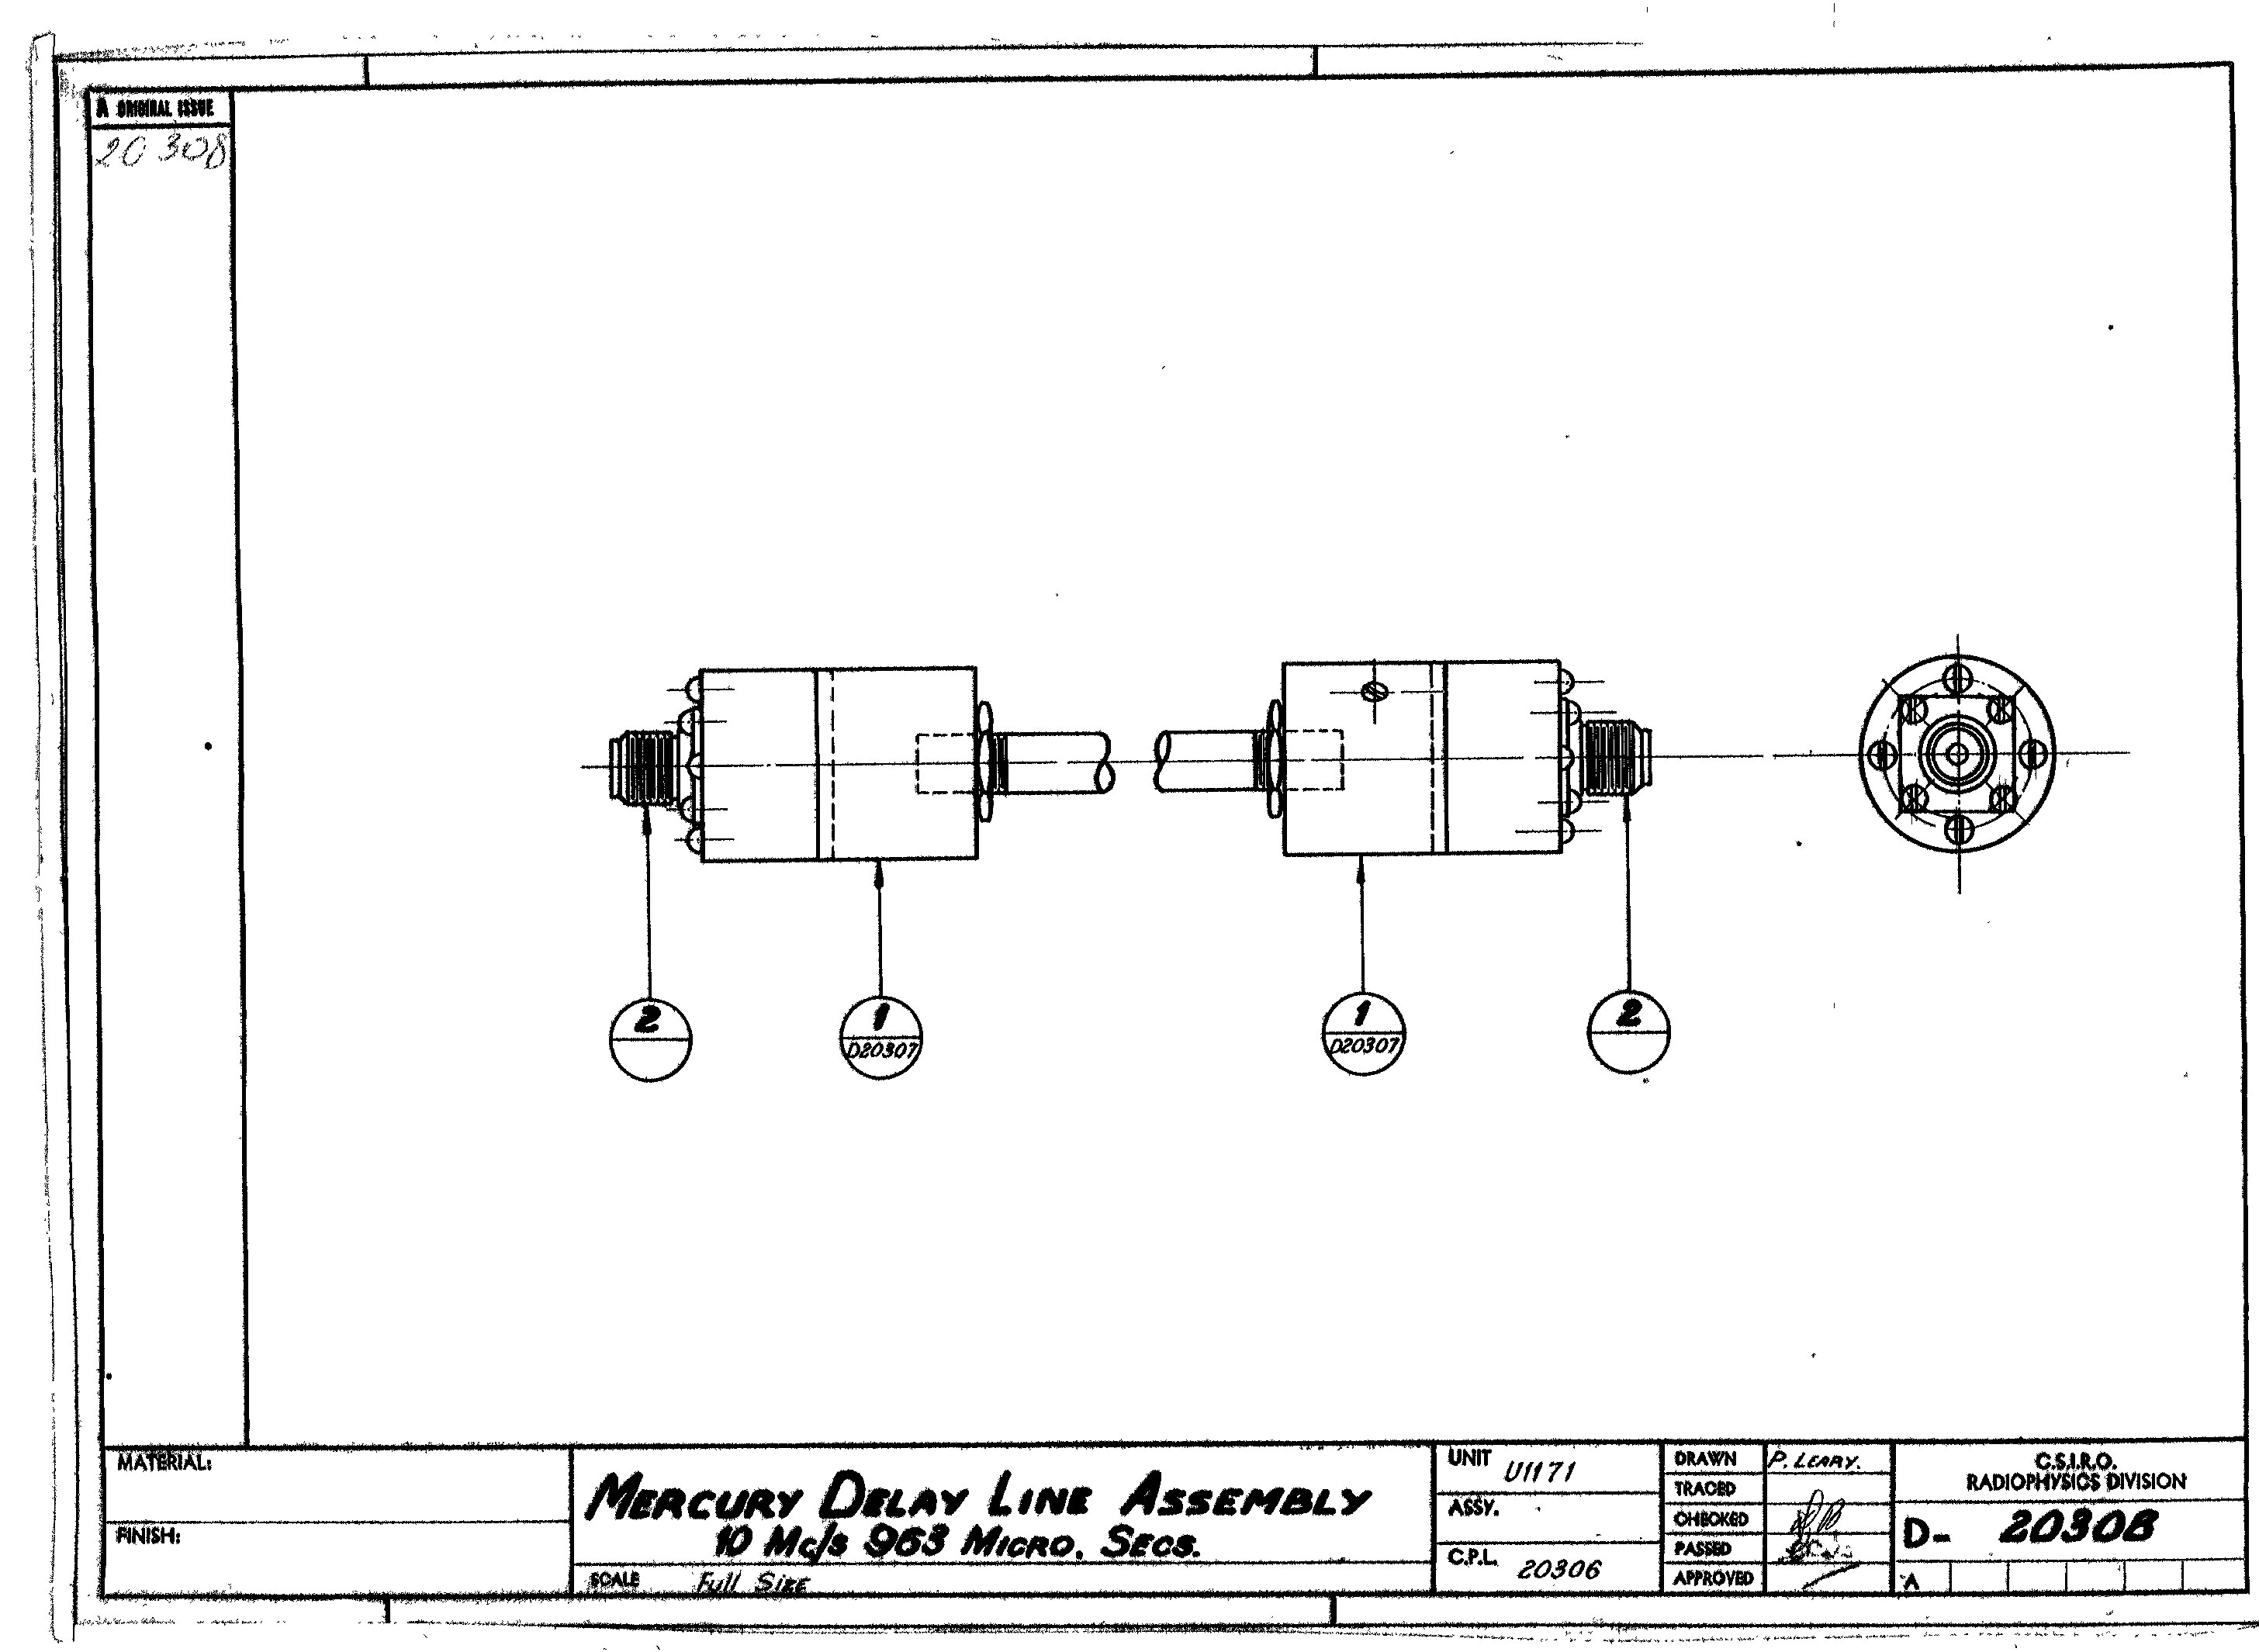 A ORIGINAL ISSUE
20308
2
1
D20307
1
D20307
2
MATERIAL:
FINISH:
MERCURY DELAY LINE ASSEMBLY
10 Mc/s 963 MICRO. SECS.
SCALE Full Size
UNIT U1171
ASSY.
C.P.L. 20306
DRAWN P. LEARY.
TRACED
CHECKED
PASSED
APPROVED
C.S.I.R.O.
RADIOPHYSICS DIVISION
D- 20308
A